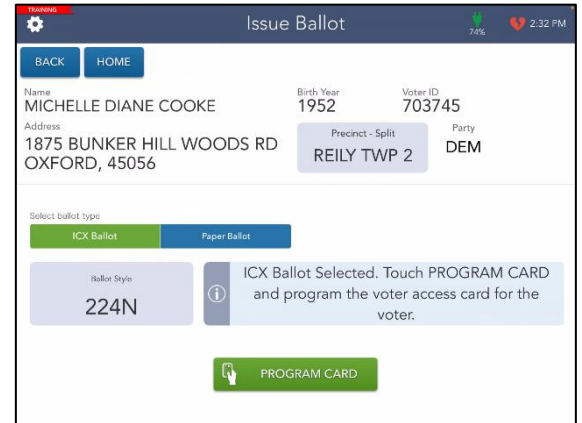 TRAINING
Issue Ballot
74%
2:32 PM
BACK
HOME
Name
MICHELLE DIANE COOKE
Birth Year
1952
Voter ID
703745
Address
1875 BUNKER HILL WOODS RD
OXFORD, 45056
Precinct - Split
REILY TWP 2
Party
DEM
Select ballot type
ICX Ballot
Paper Ballot
Ballot Style
224N
ICX Ballot Selected. Touch PROGRAM CARD
and program the voter access card for the
voter.
PROGRAM CARD